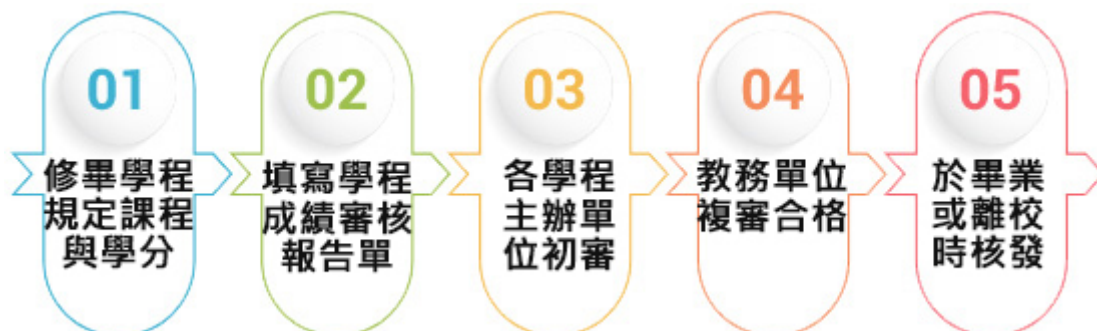 01
修畢學程
規定課程
與學分
02
填寫學程
成績審核
報告單
03
各學程
主辦單
位初審
04
教務單位
複審合格
05
於畢業
或離校
時核發